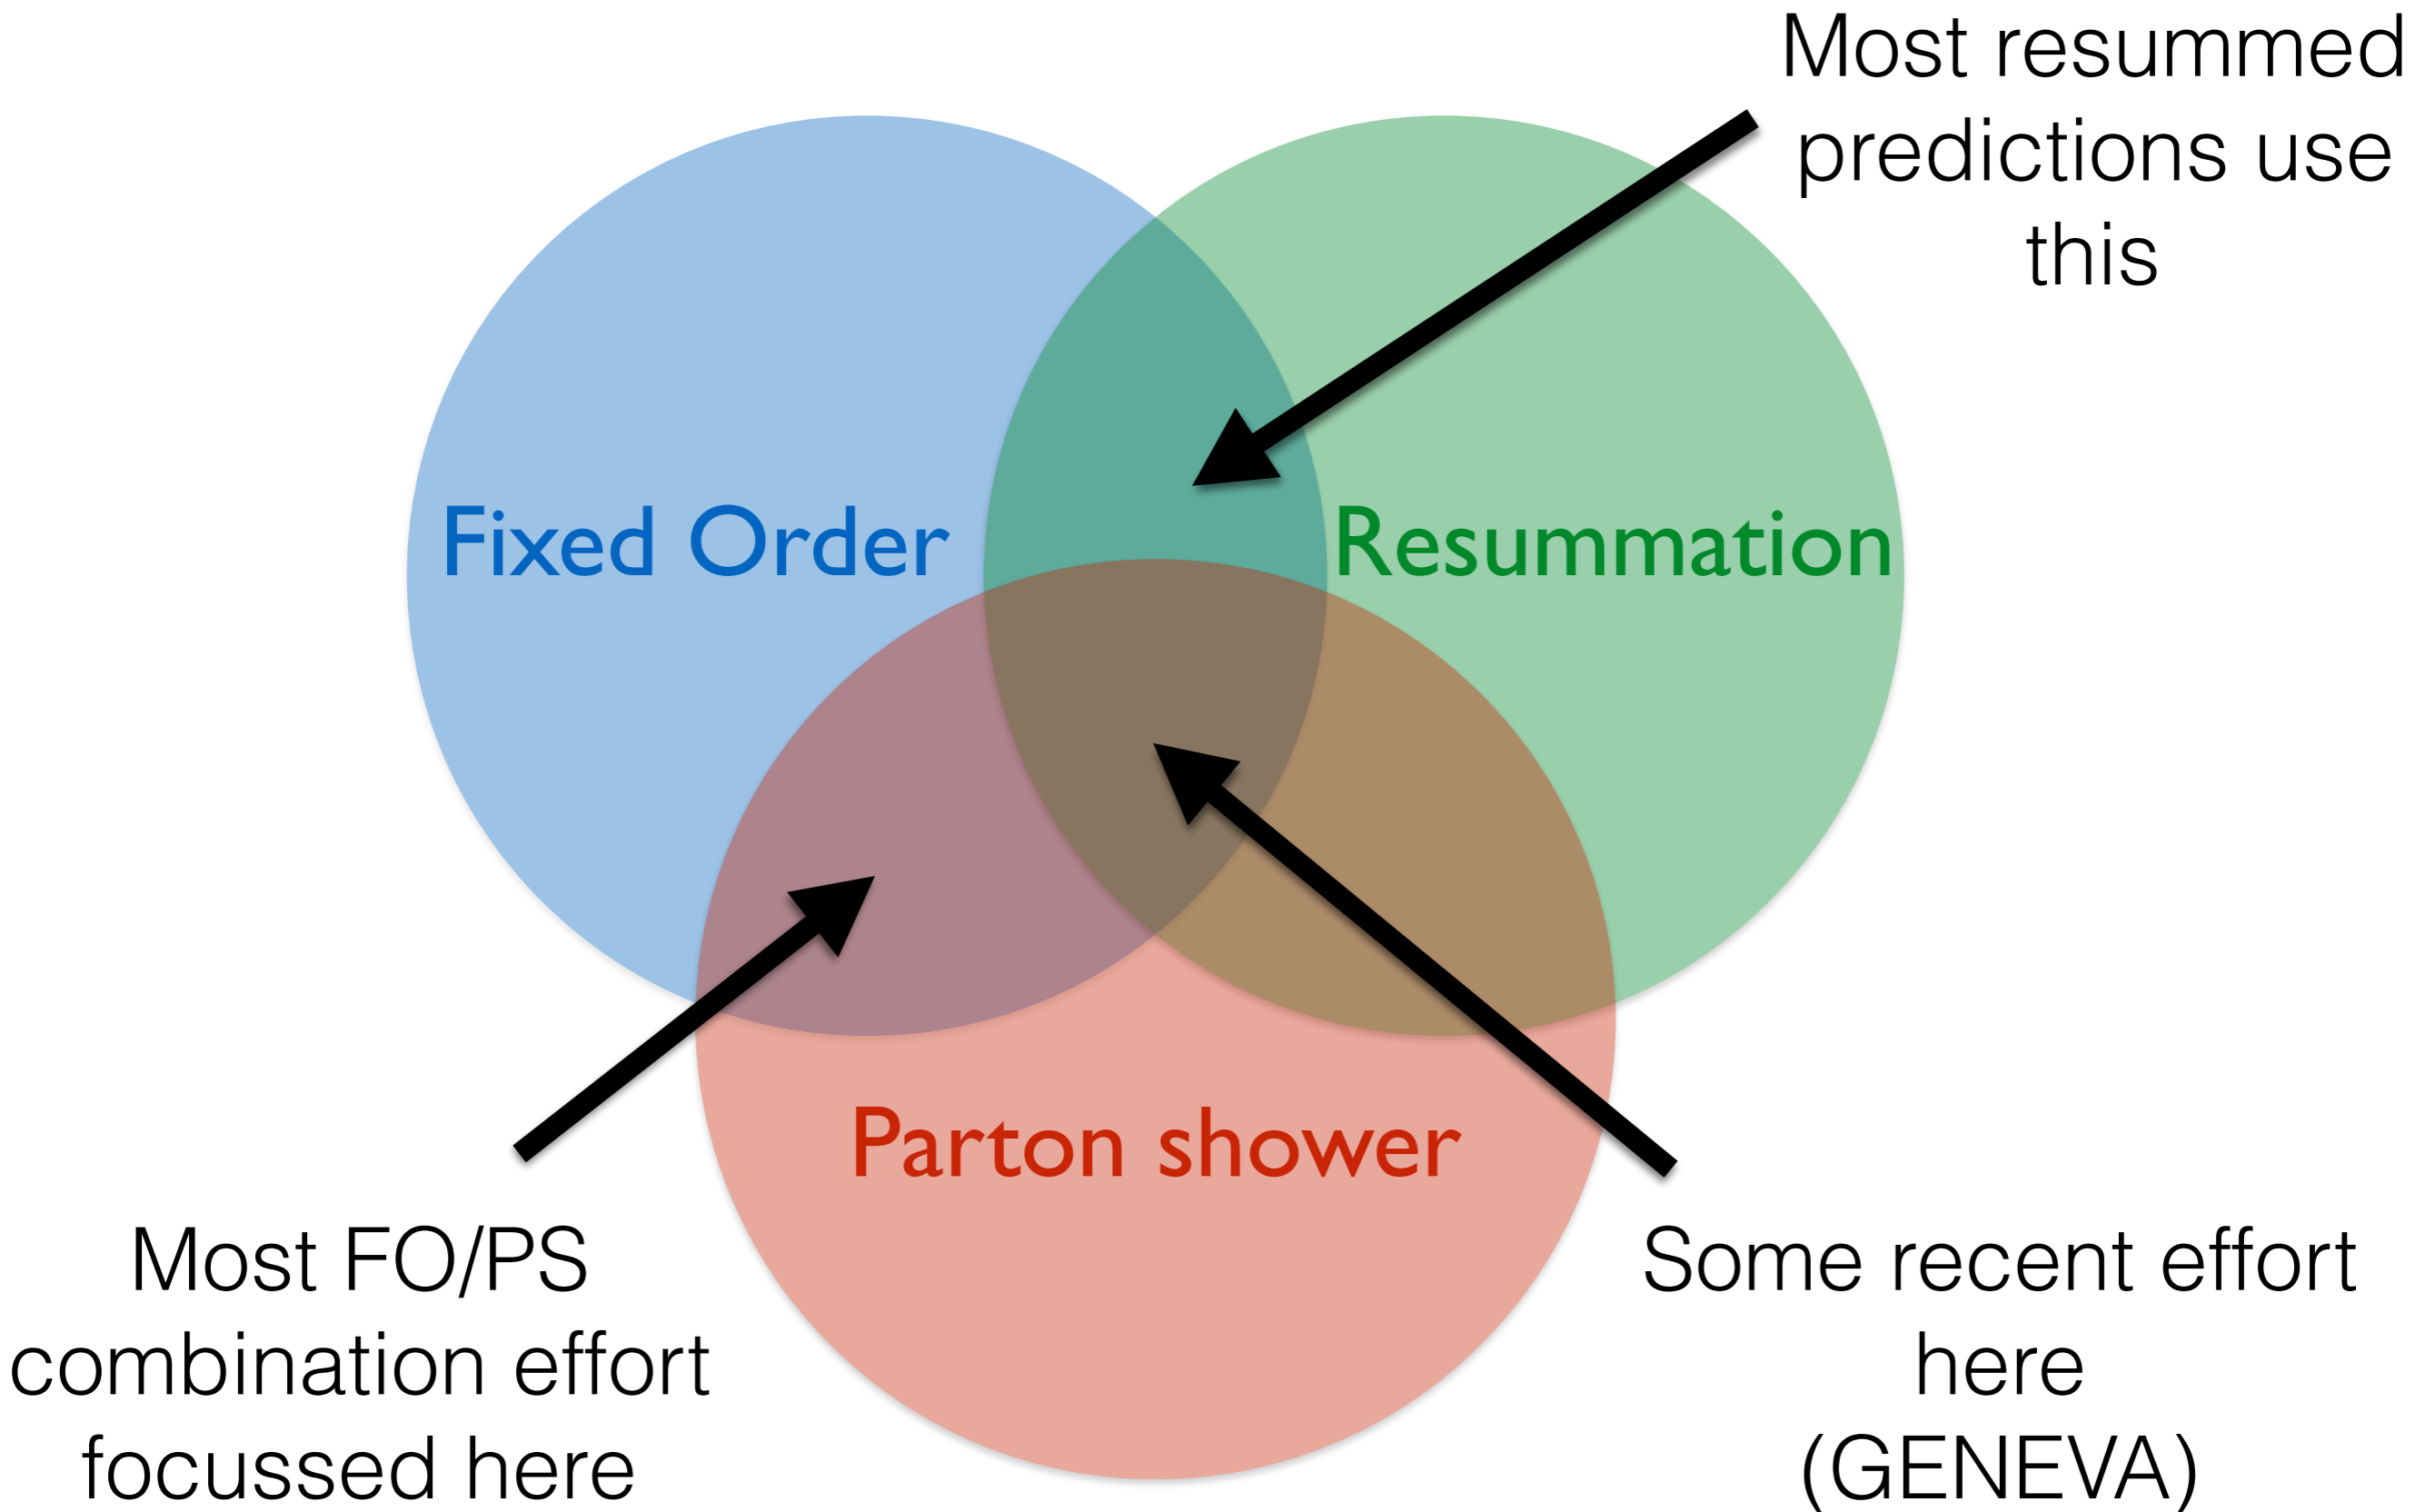 Most resummed
predictions use
this
Fixed Order
Resummation
Parton shower
Most FO/PS
combination effort
focussed here
Some recent effort
here
(GENEVA)